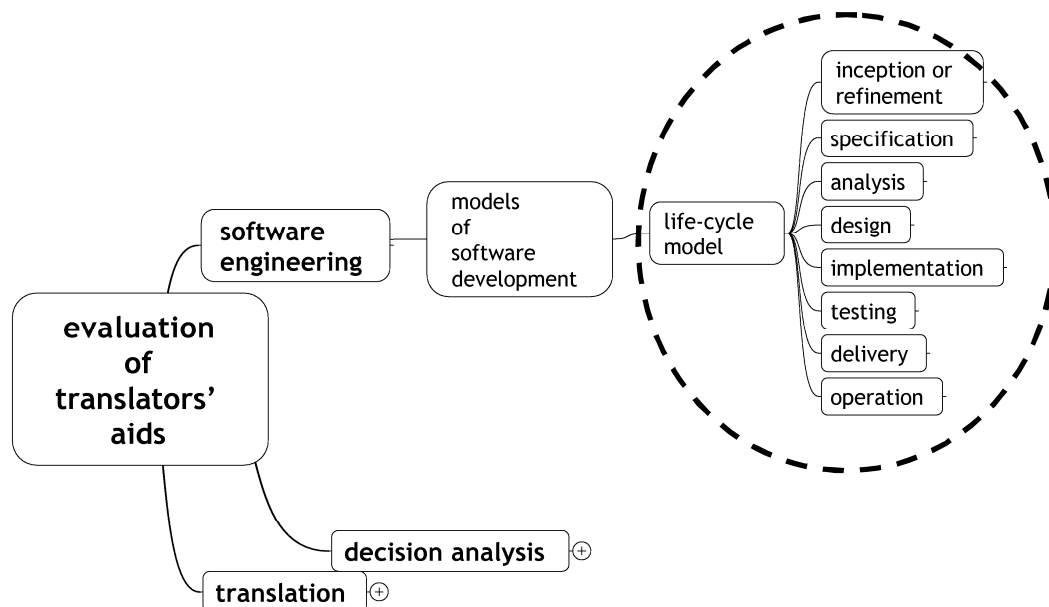 inception or
refinement
specification
analysis
models
of
software
development
life-cycle
model
software
engineering
design
implementation
testing
delivery
operation
evaluation
of
translators’
aids
decision analysis
translation